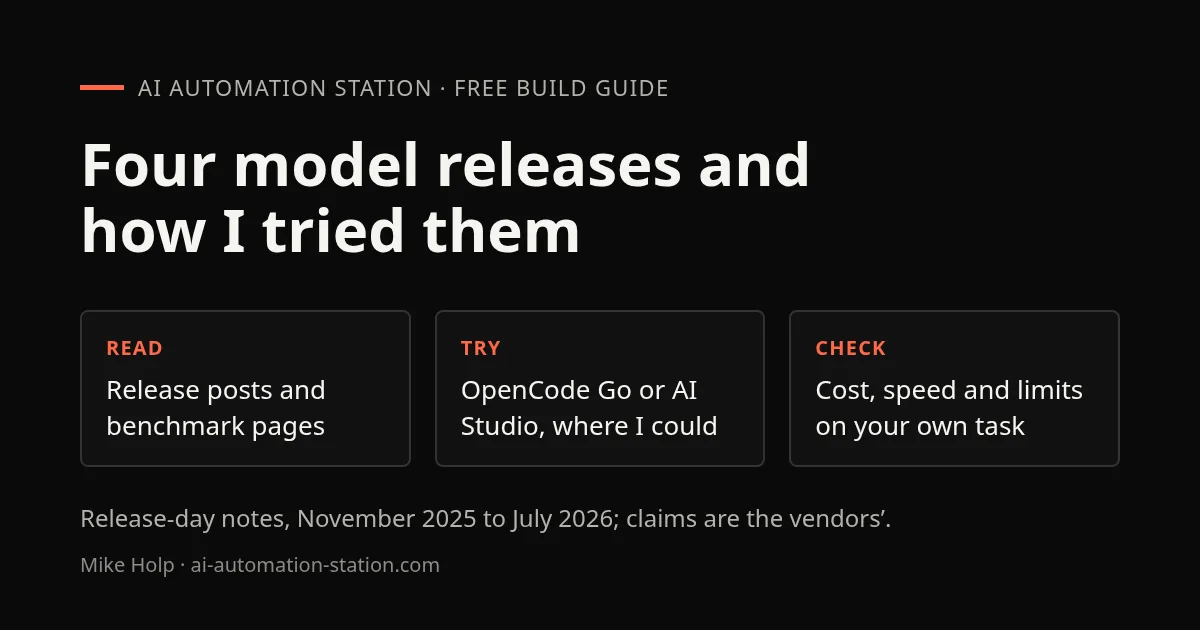 AI AUTOMATION STATION · FREE BUILD GUIDE
Four model releases and
how I tried them
READ
Release posts and
benchmark pages
TRY
OpenCode Go or AI
Studio, where I could
CHECK
Cost, speed and limits
on your own task
Release-day notes, November 2025 to July 2026; claims are the vendors’.
Mike Holp · ai-automation-station.com